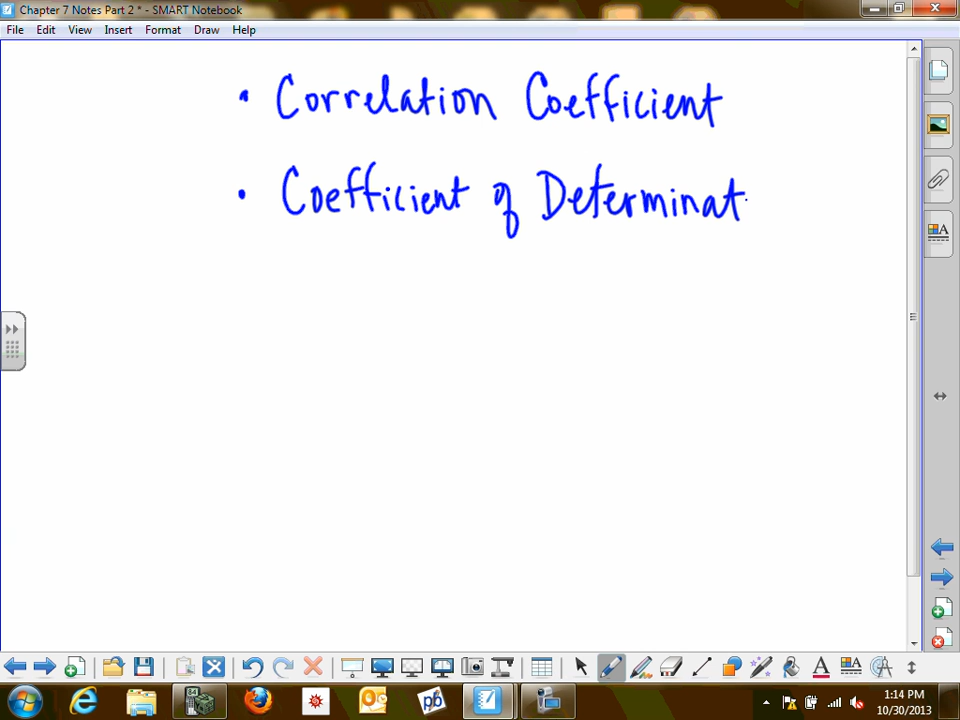 Chapter 7 Notes Part 2 * - SMART Notebook
File Edit View Insert Format Draw Help
• Correlation Coefficient
• Coefficient of Determinat
1:14 PM
10/30/2013